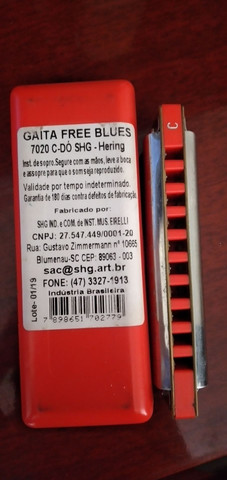 GAITA FREE BLUES
7020 C-DÓ SHG - Hering
Inst. de sopro. Segure com as mãos, leve à boca
e assopre para que o som seja reproduzido.
Validade por tempo indeterminado.
Garantia de 180 dias contra defeitos de fabricação.
Fabricado por:
SHG IND. e COM. de INST. MUS. EIRELLI
CNPJ: 27.547.449/0001-20
Rua: Gustavo Zimmermann nº 10665
Blumenau-SC CEP: 89063 - 003
sac@shg.art.br
FONE: (47) 3327-1913
Indústria Brasileira
7898651702779
Lote- 01/19
C